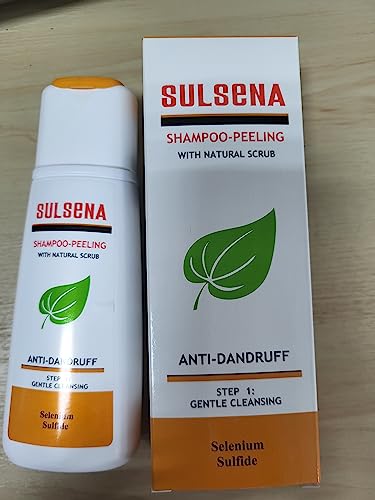 SULSENA
SHAMPOO-PEELING
WITH NATURAL SCRUB
ANTI-DANDRUFF
STEP
GENTLE CLEANSING
Selenium
Sulfide
SULSENA
SHAMPOO-PEELING
WITH NATURAL SCRUB
ANTI-DANDRUFF
STEP 1:
GENTLE CLEANSING
Selenium
Sulfide